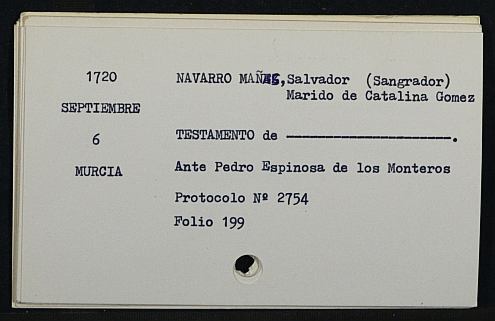 1720 NAVARRO MAÑEZ, Salvador (Sangrador)
Marido de Catalina Gomez
SEPTIEMBRE
6 TESTAMENTO de ————————————.
MURCIA Ante Pedro Espinosa de los Monteros
Protocolo Nº 2754
Folio 199